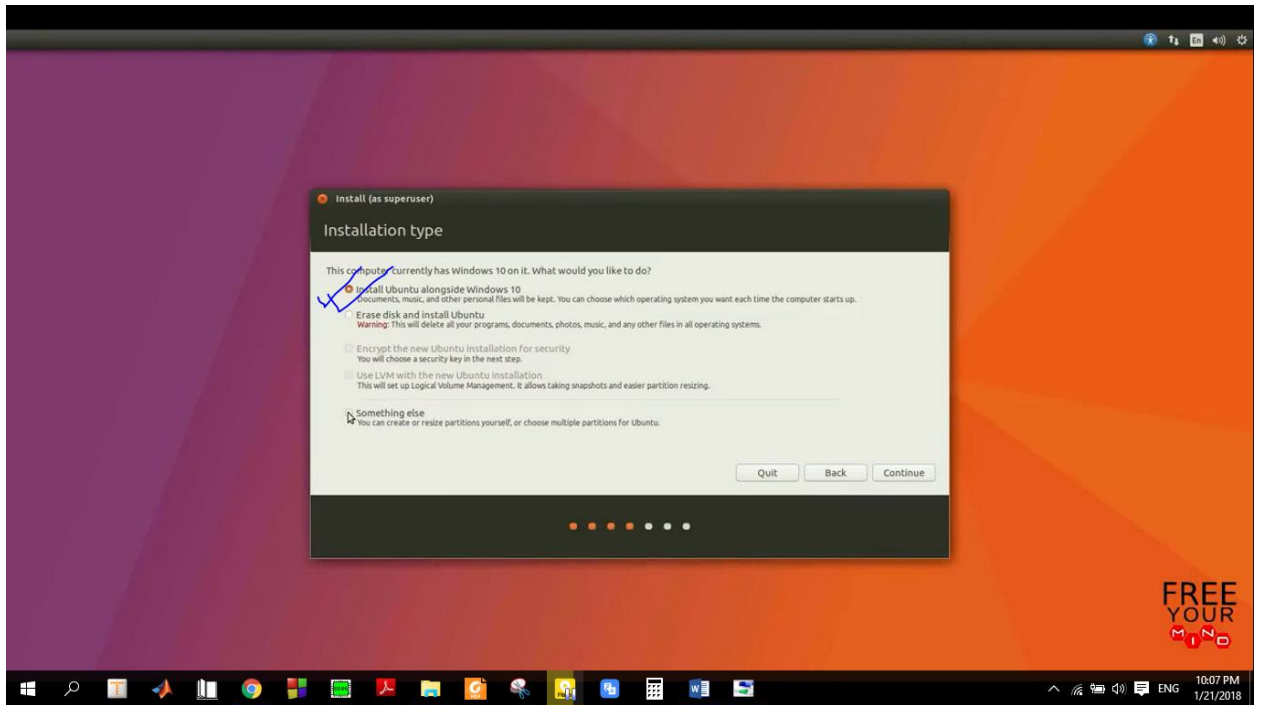 En
Install (as superuser)
Installation type
This computer currently has Windows 10 on it. What would you like to do?
Install Ubuntu alongside Windows 10
Documents, music, and other personal files will be kept. You can choose which operating system you want each time the computer starts up.
Erase disk and install Ubuntu
Warning: This will delete all your programs, documents, photos, music, and any other files in all operating systems.
Encrypt the new Ubuntu installation for security
You will choose a security key in the next step.
Use LVM with the new Ubuntu installation
This will set up Logical Volume Management. It allows taking snapshots and easier partition resizing.
Something else
You can create or resize partitions yourself, or choose multiple partitions for Ubuntu.
Quit Back Continue
FREE
YOUR
MIND
ENG
10:07 PM
1/21/2018